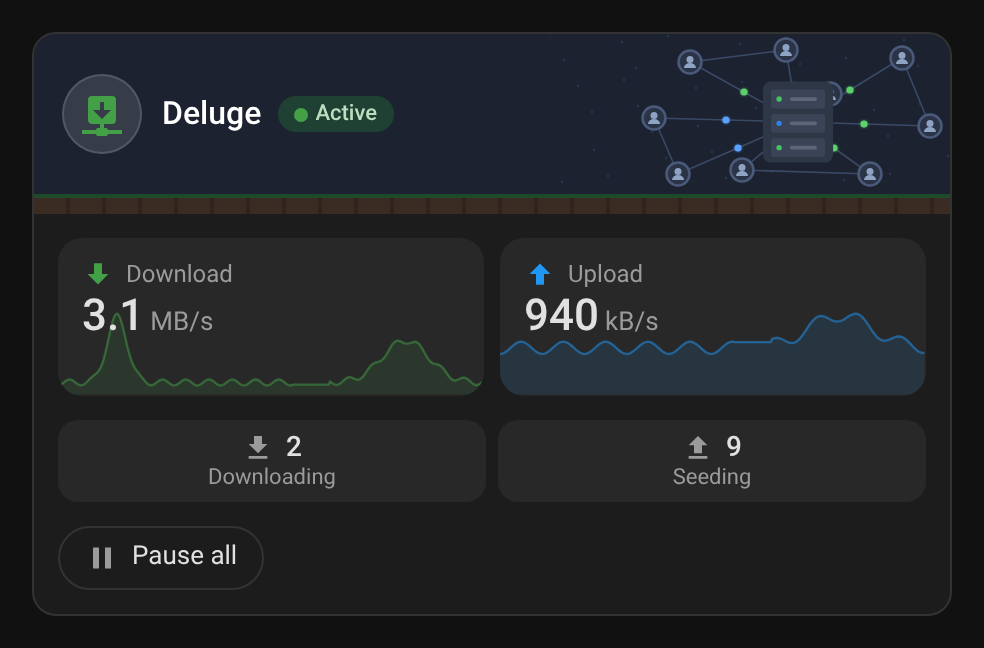 Deluge
Active
Download
3.1 MB/s
Upload
940 kB/s
2
Downloading
9
Seeding
Pause all